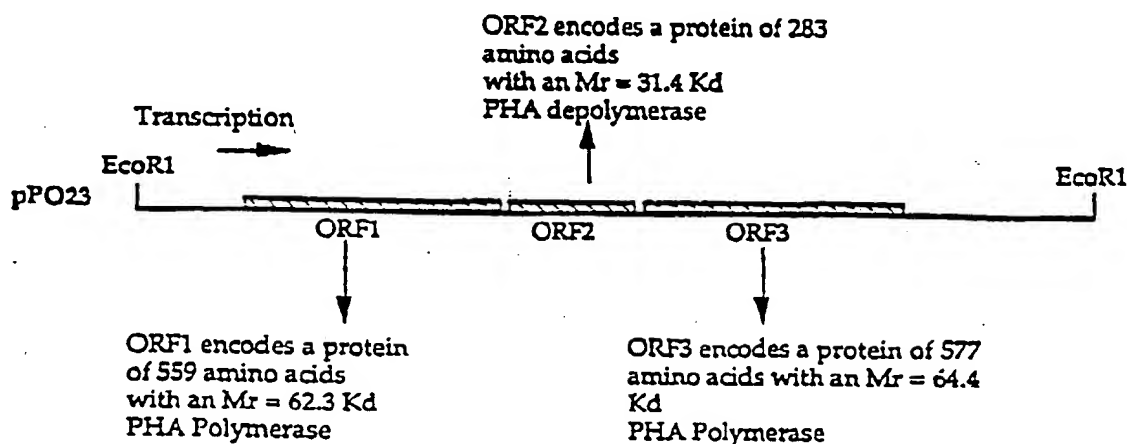 ORF2 encodes a protein of 283
amino acids
with an Mr = 31.4 Kd
PHA depolymerase
Transcription
EcoR1
EcoR1
pPO23
ORF1
ORF2
ORF3
ORF1 encodes a protein
of 559 amino acids
with an Mr = 62.3 Kd
PHA Polymerase
ORF3 encodes a protein of 577
amino acids with an Mr = 64.4
Kd
PHA Polymerase